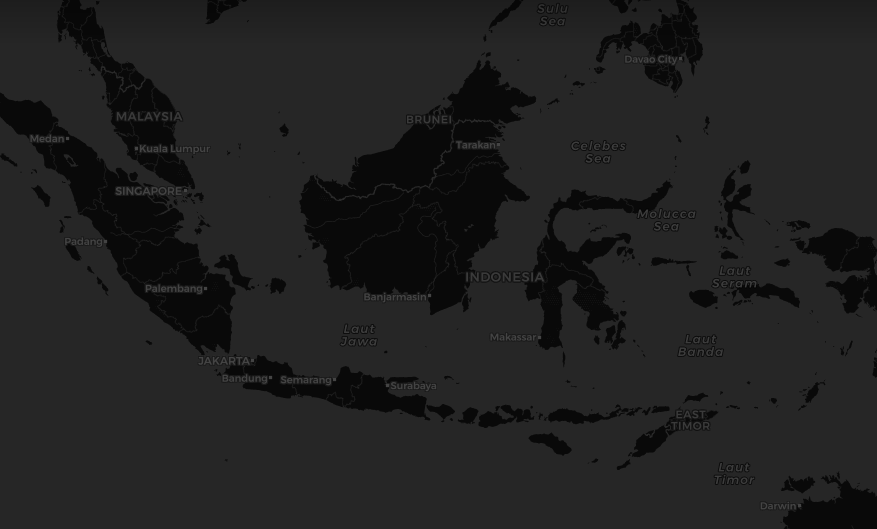 Sulu
Sea
Davao City
MALAYSIA
BRUNEI
Medan
Kuala Lumpur
Tarakan
Celebes
Sea
SINGAPORE
Molucca
Sea
Padang
Laut
Seram
INDONESIA
Palembang
Banjarmasin
Laut
Jawa
Makassar
Laut
Banda
JAKARTA
Bandung
Semarang
Surabaya
EAST
TIMOR
Laut
Timor
Darwin